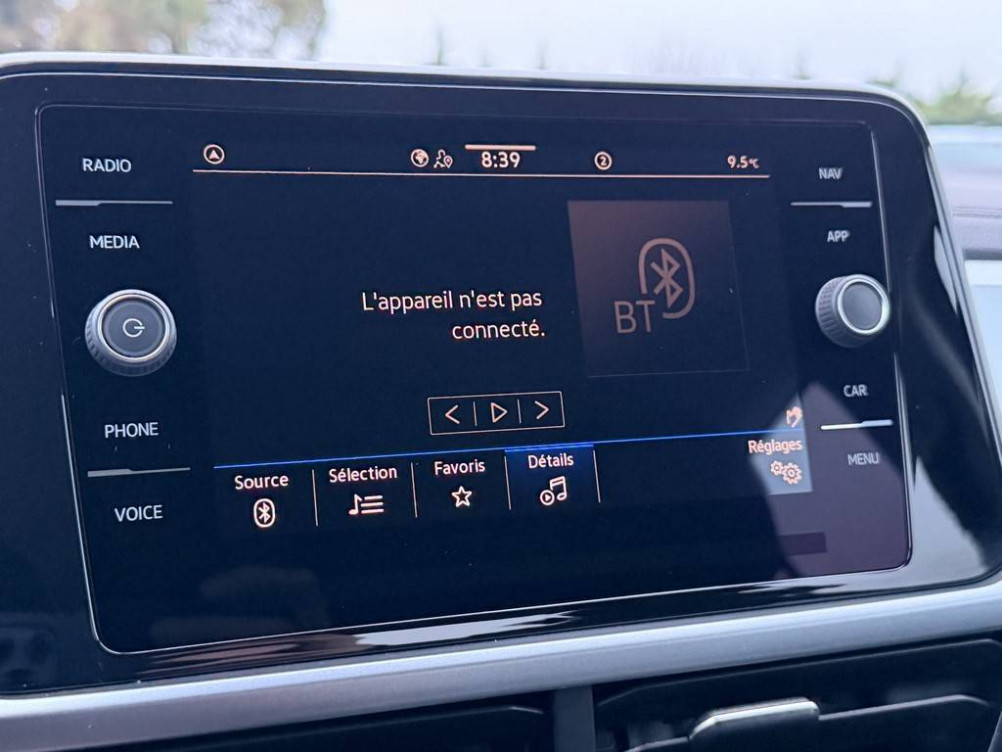 RADIO
8:39
2
9.5°C
NAV
MEDIA
APP
L'appareil n'est pas
connecté.
BT
PHONE
CAR
VOICE
MENU
Source
Sélection
Favoris
Détails
Réglages